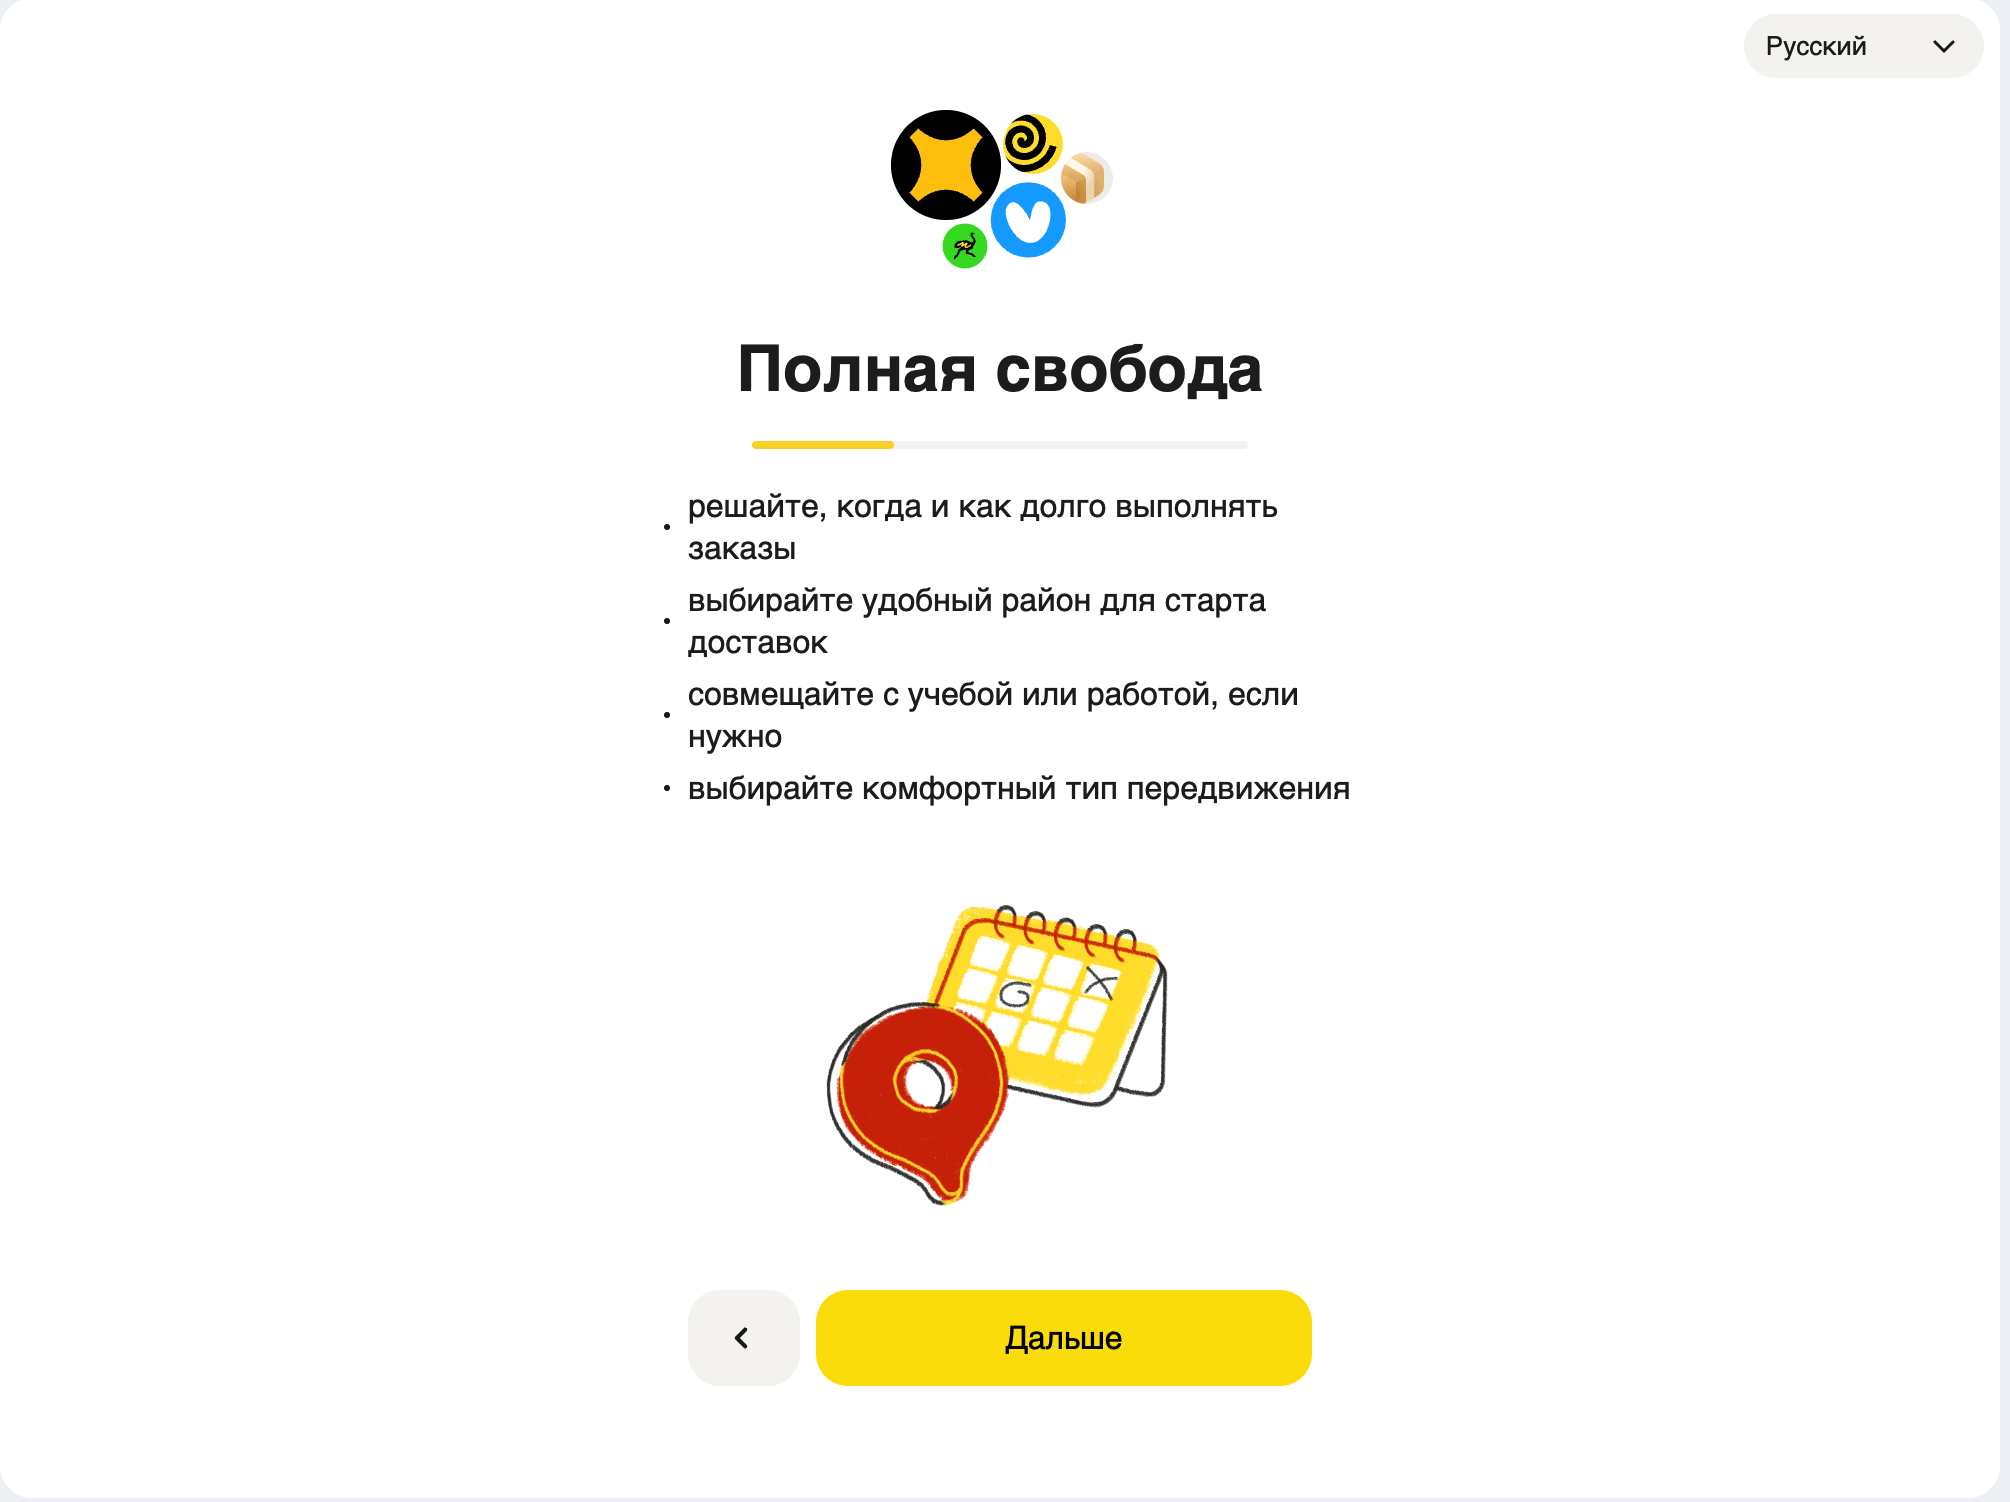 Русский
Полная свобода
решайте, когда и как долго выполнять
заказы
выбирайте удобный район для старта
доставок
совмещайте с учебой или работой, если
нужно
выбирайте комфортный тип передвижения
Дальше